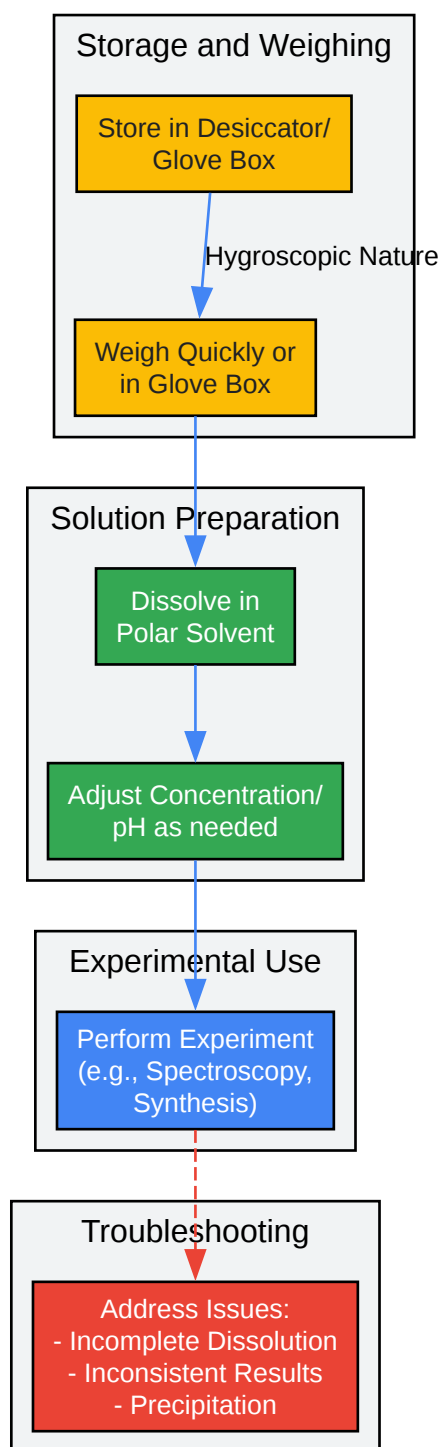 Storage and Weighing
Store in Desiccator/
Glove Box
Hygroscopic Nature
Weigh Quickly or
in Glove Box
Solution Preparation
Dissolve in
Polar Solvent
Adjust Concentration/
pH as needed
Experimental Use
Perform Experiment
(e.g., Spectroscopy,
Synthesis)
Troubleshooting
Address Issues:
- Incomplete Dissolution
- Inconsistent Results
- Precipitation